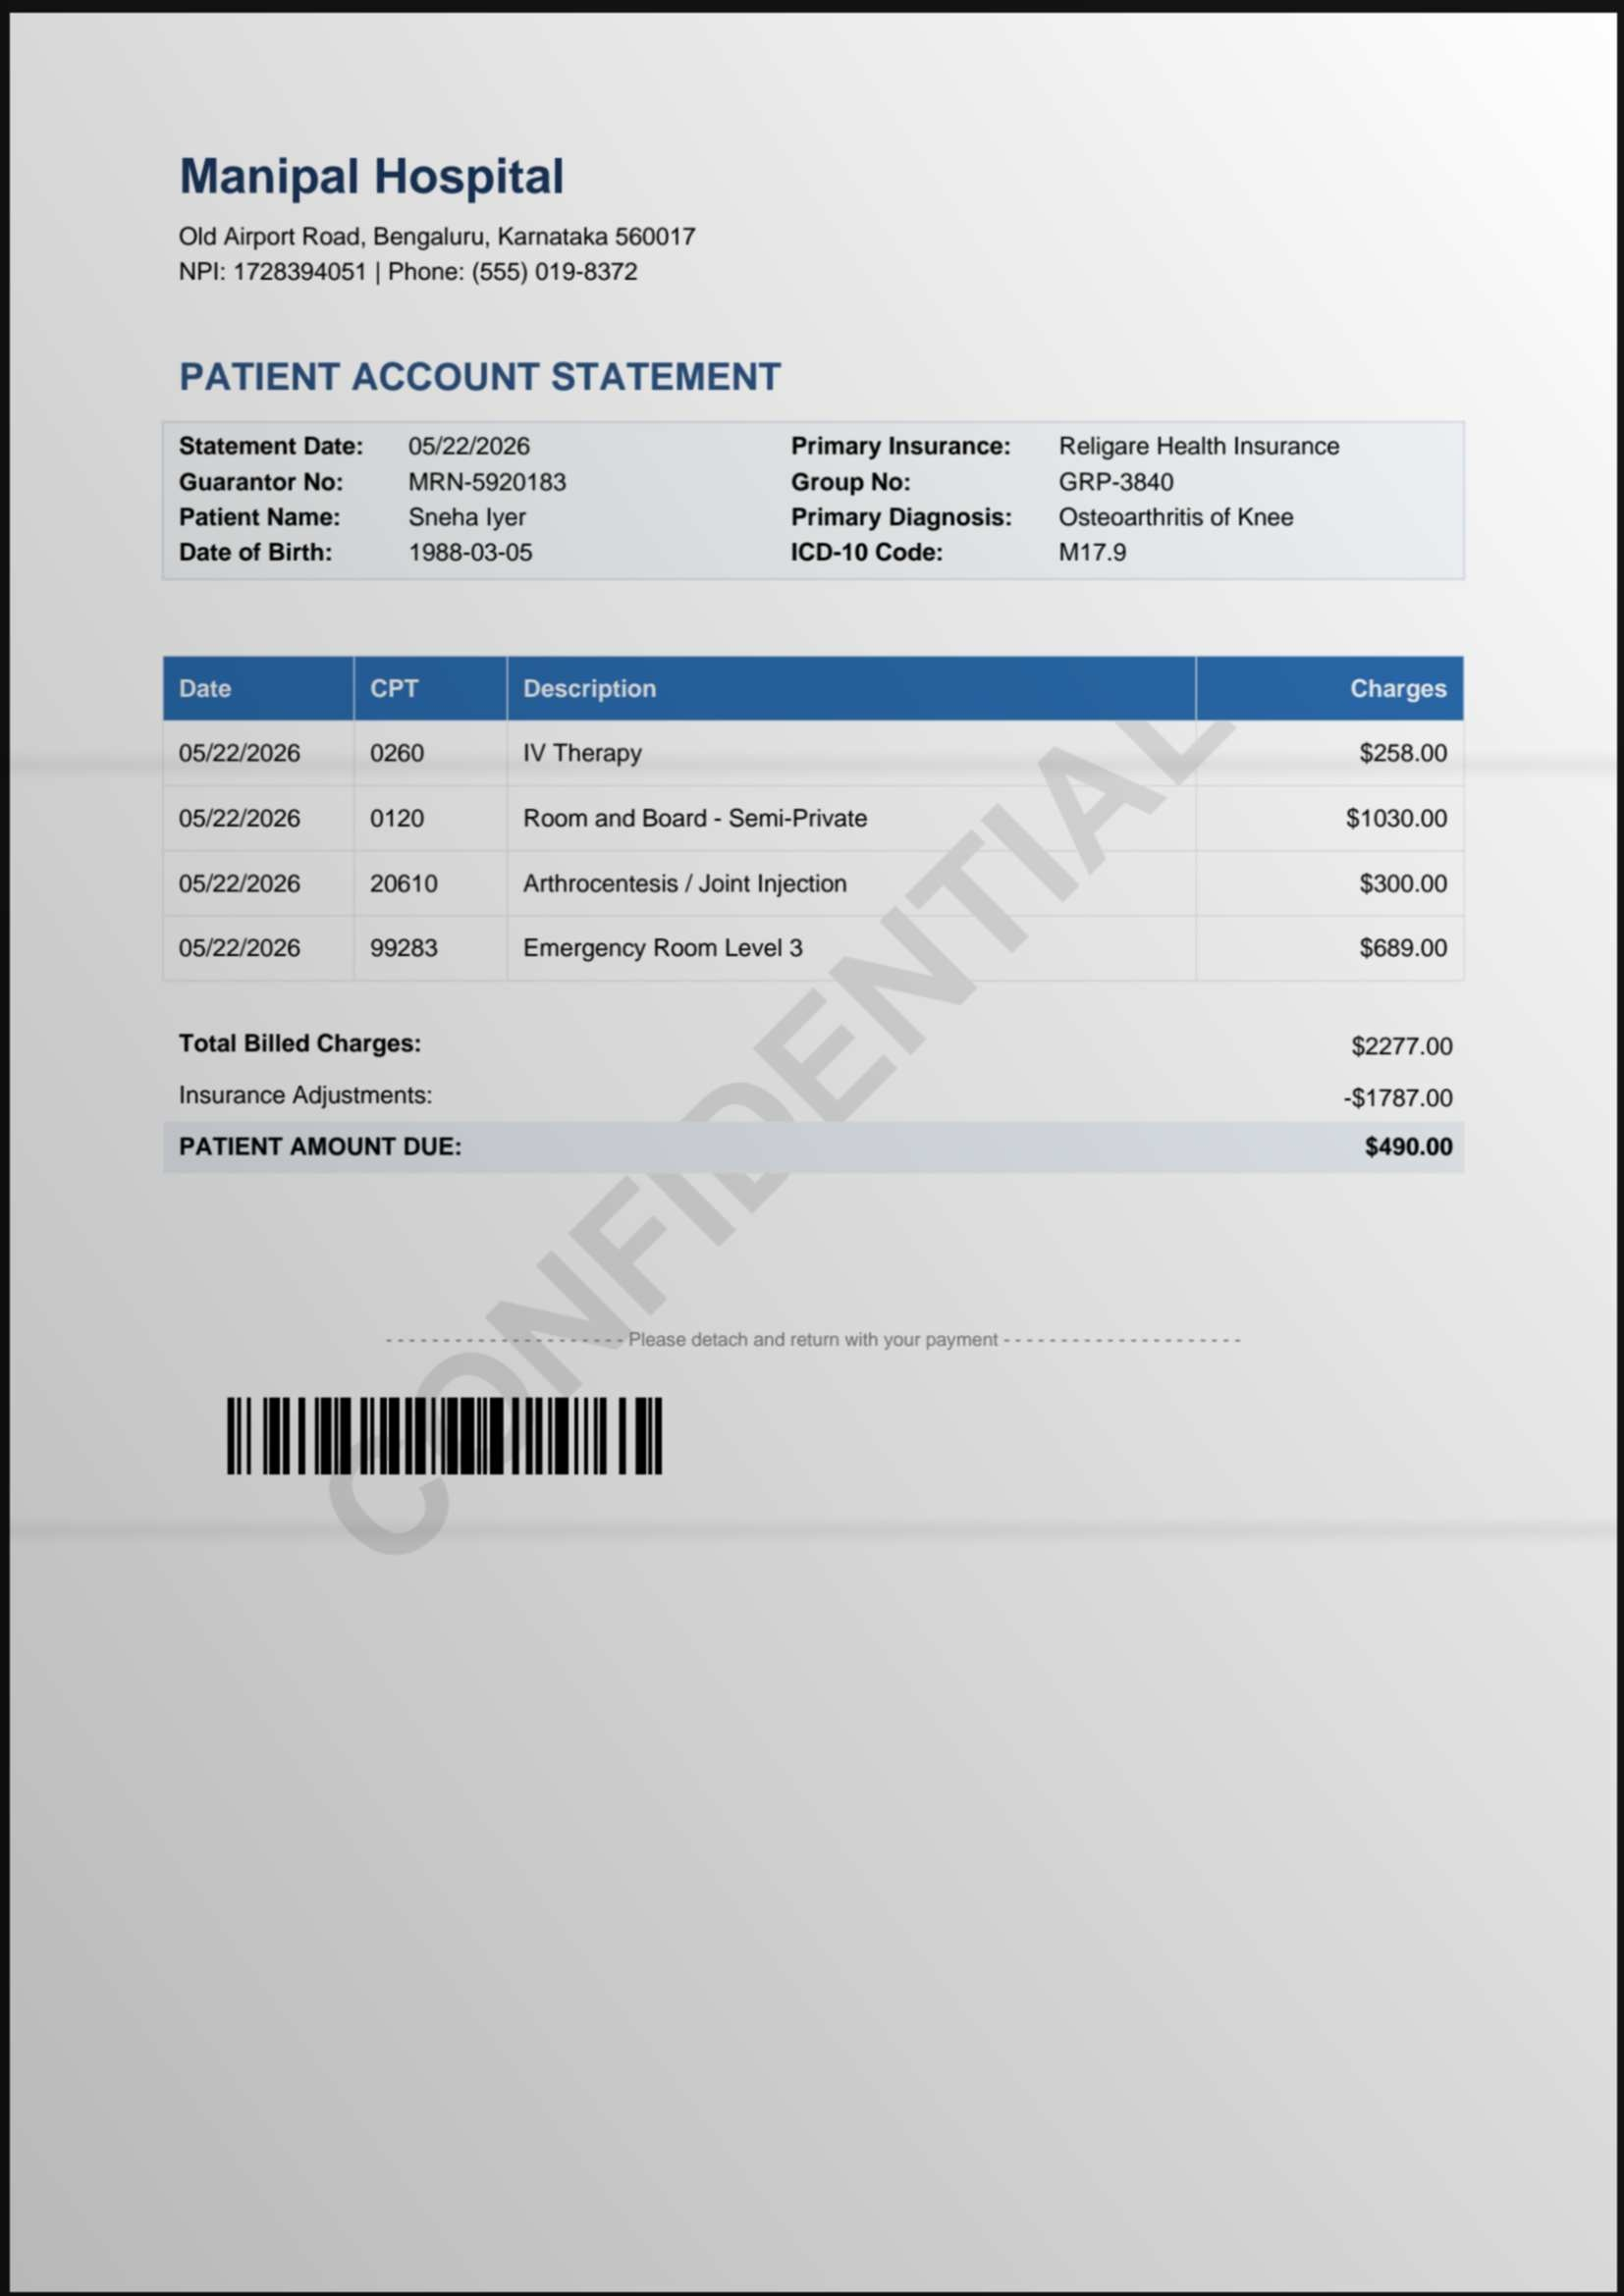 Manipal Hospital
Old Airport Road, Bengaluru, Karnataka 560017
NPI: 1728394051 | Phone: (555) 019-8372
PATIENT ACCOUNT STATEMENT
Statement Date: 05/22/2026 Primary Insurance: Religare Health Insurance
Guarantor No: MRN-5920183 Group No: GRP-3840
Patient Name: Sneha Iyer Primary Diagnosis: Osteoarthritis of Knee
Date of Birth: 1988-03-05 ICD-10 Code: M17.9
Date CPT Description Charges
05/22/2026 0260 IV Therapy $258.00
05/22/2026 0120 Room and Board - Semi-Private $1030.00
05/22/2026 20610 Arthrocentesis / Joint Injection $300.00
05/22/2026 99283 Emergency Room Level 3 $689.00
Total Billed Charges: $2277.00
Insurance Adjustments: -$1787.00
PATIENT AMOUNT DUE: $490.00
Please detach and return with your payment
CONFIDENTIAL